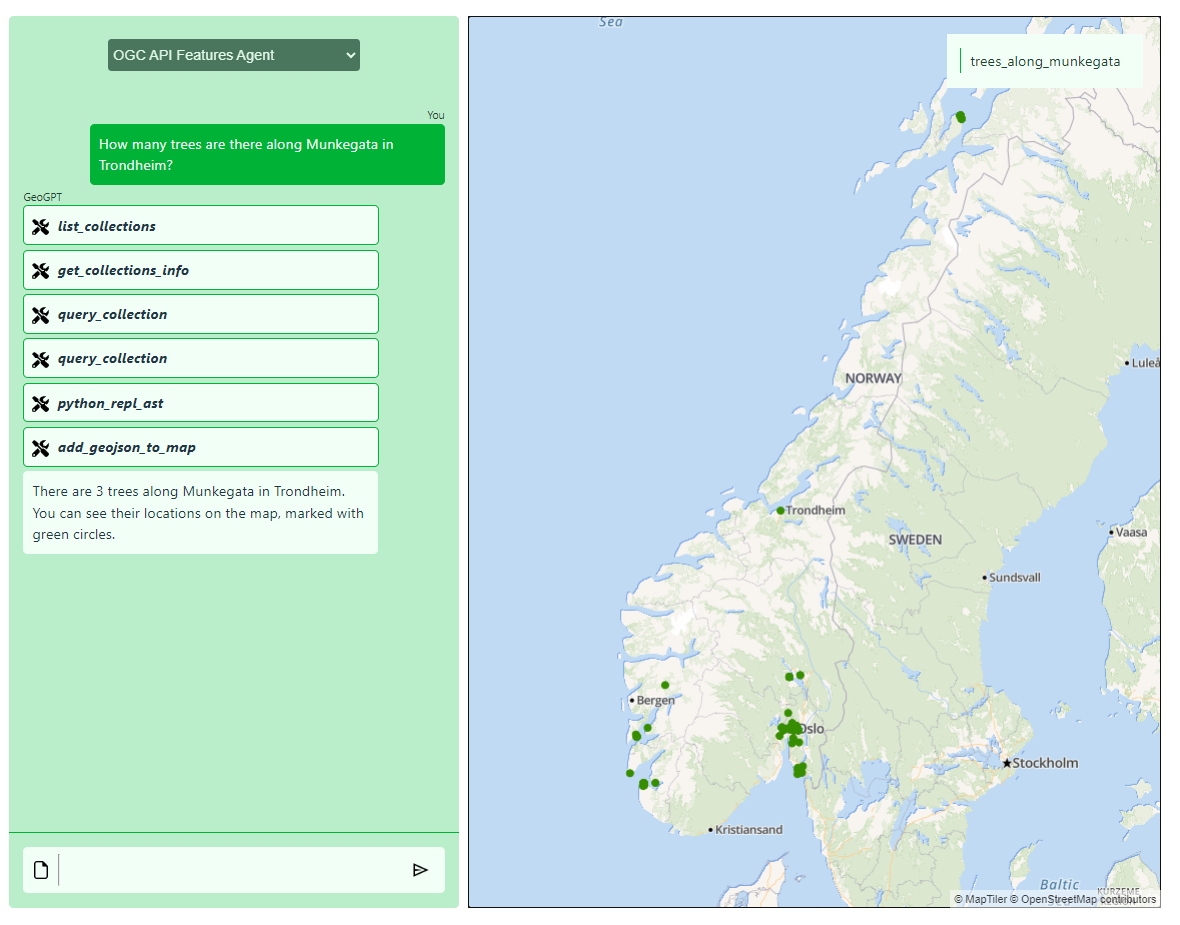 OGC API Features Agent
You
How many trees are there along Munkegata in
Trondheim?
GeoGPT
list_collections
get_collections_info
query_collection
query_collection
python_repl_ast
add_geojson_to_map
There are 3 trees along Munkegata in Trondheim.
You can see their locations on the map, marked with
green circles.
Sea
trees_along_munkegata
Luleå
NORWAY
Trondheim
SWEDEN
Vaasa
Sundsvall
Bergen
Oslo
Stockholm
Kristiansand
Baltic
KURZEME
REGION
© MapTiler © OpenStreetMap contributors